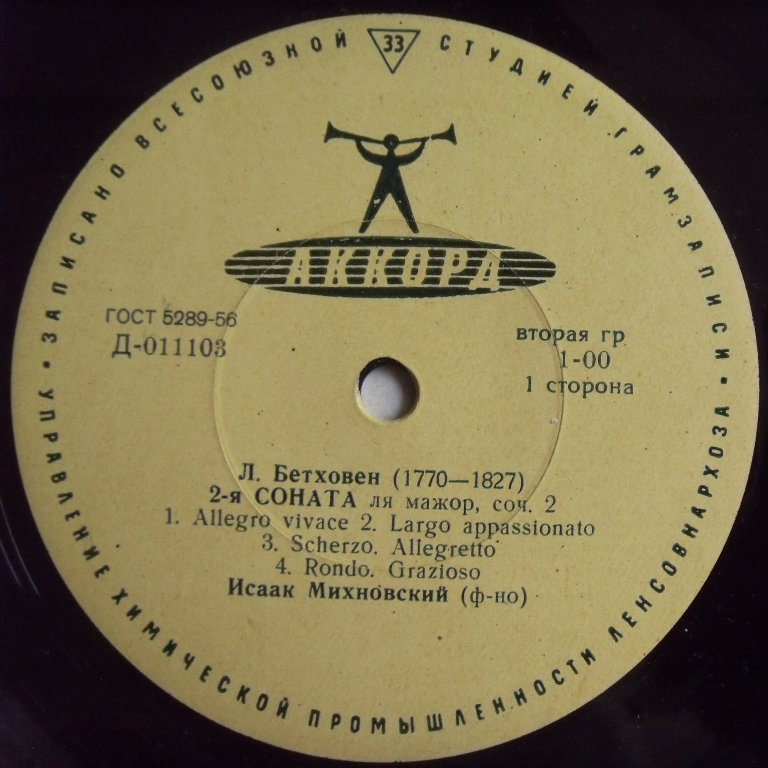 ЗАПИСАНО ВСЕСОЮЗНОЙ 33 СТУДИЕЙ ГРАМЗАПИСИ
АККОРД
ГОСТ 5289-56
Д-011103
вторая гр
1-00
1 сторона
Л. Бетховен (1770—1827)
2-я СОНАТА ля мажор, соч. 2
1. Allegro vivace 2. Largo appassionato
3. Scherzo. Allegretto
4. Rondo. Grazioso
Исаак Михновский (ф-но)
• УПРАВЛЕНИЕ ХИМИЧЕСКОЙ ПРОМЫШЛЕННОСТИ ЛЕНСОВНАРХОЗА •